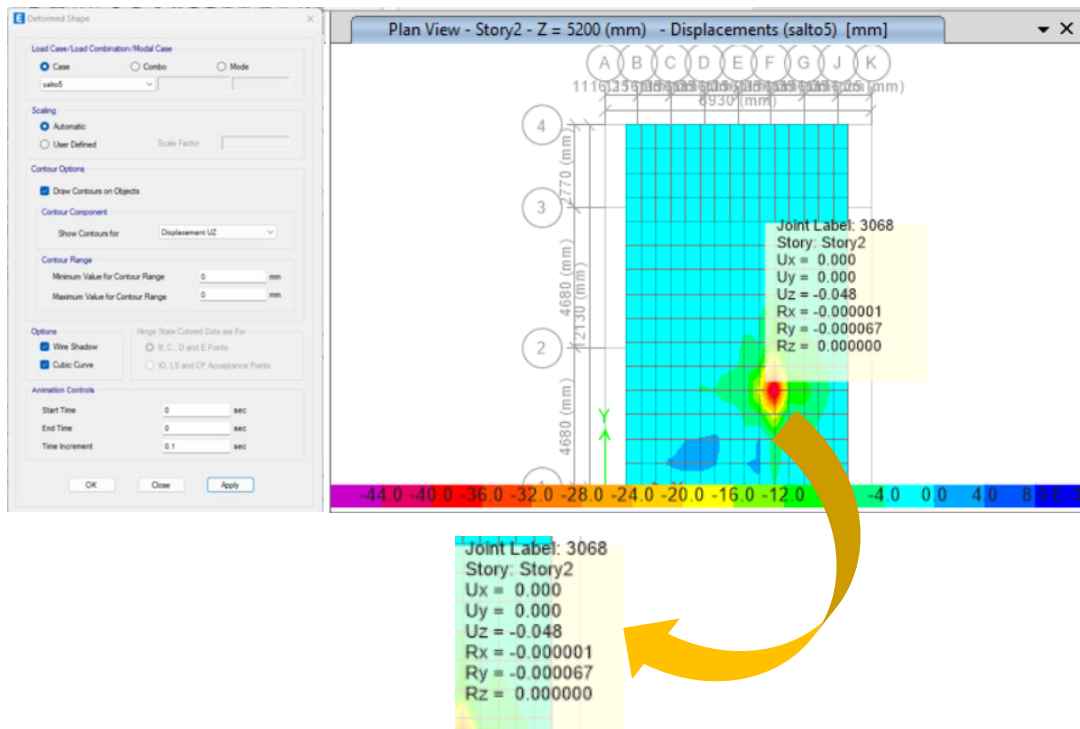 Deformed Shape
Load Case/Load Combination/Modal Case
Case
Combo
Mode
salto5
Scaling
Automatic
User Defined
Scale Factor
Contour Options
Draw Contours on Objects
Contour Component
Show Contours for
Displacement UZ
Contour Range
Minimum Value for Contour Range
0
mm
Maximum Value for Contour Range
0
mm
Options
Wire Shadow
Cubic Curve
Hinge State Colored Dots are For
B, C , D and E Points
IO, LS and CP Acceptance Points
Animation Controls
Start Time
0
sec
End Time
0
sec
Time Increment
0.1
sec
OK
Close
Apply
Plan View - Story2 - Z = 5200 (mm) - Displacements (salto5) [mm]
A B C D E F G J K
8930 (mm)
4
2770 (mm)
3
4680 (mm)
12130 (mm)
2
4680 (mm)
Y
Joint Label: 3068
Story: Story2
Ux = 0.000
Uy = 0.000
Uz = -0.048
Rx = -0.000001
Ry = -0.000067
Rz = 0.000000
-44.0 -40.0 -36.0 -32.0 -28.0 -24.0 -20. -16.0 -12.0 -4.0 0.0 4.0 8.0
Joint Label: 3068
Story: Story2
Ux = 0.000
Uy = 0.000
Uz = -0.048
Rx = -0.000001
Ry = -0.000067
Rz = 0.000000